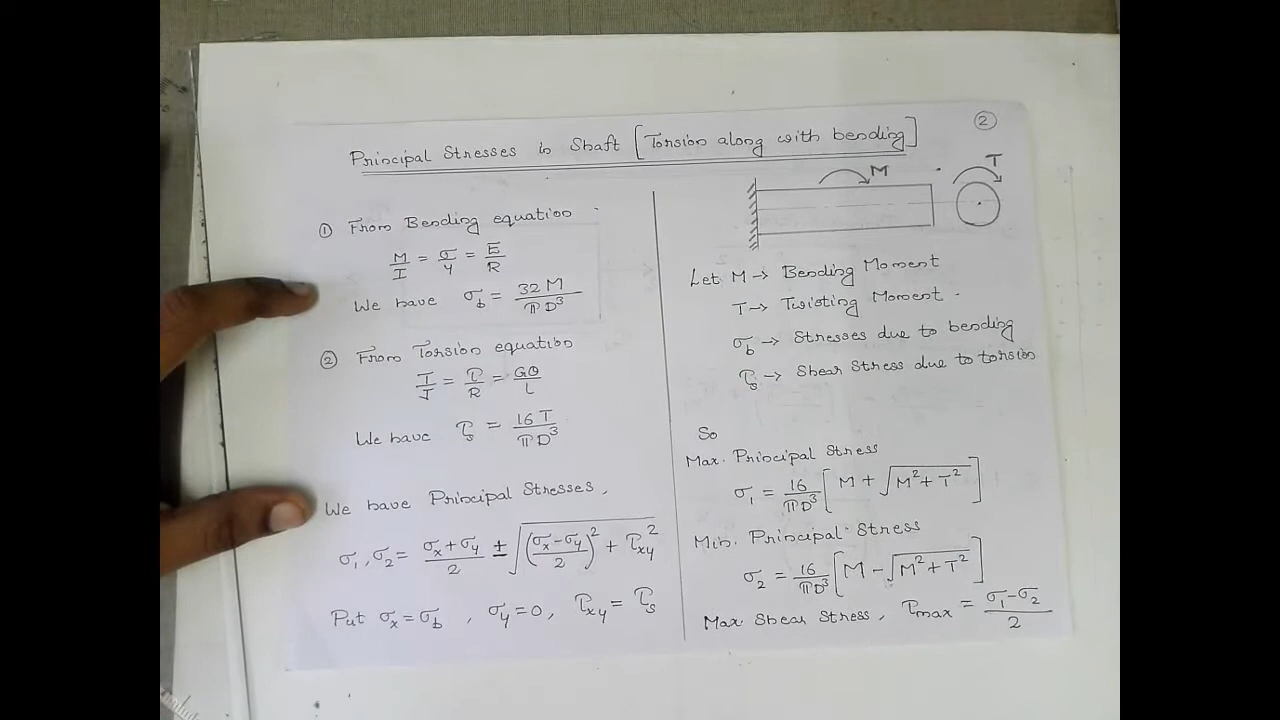 ②
Principal Stresses in Shaft [Torsion along with bending]
① From Bending equation
M/I = σ/y = E/R
We have σb = 32 M / πD³
② From Torsion equation
T/J = τ/R = Gθ/L
We have τs = 16 T / πD³
We have Principal Stresses,
σ₁, σ₂ = (σx + σy)/2 ± √(((σx − σy)/2)² + τxy²)
Put σx = σb , σy = 0, τxy = τs
M
T
Let M → Bending Moment
T → Twisting Moment.
σb → Stresses due to bending
τs → Shear Stress due to torsion
So
Max. Principal Stress
σ₁ = 16/πD³ [M + √(M² + T²)]
Min. Principal Stress
σ₂ = 16/πD³ [M − √(M² + T²)]
Max Shear Stress, τmax = (σ₁ − σ₂)/2